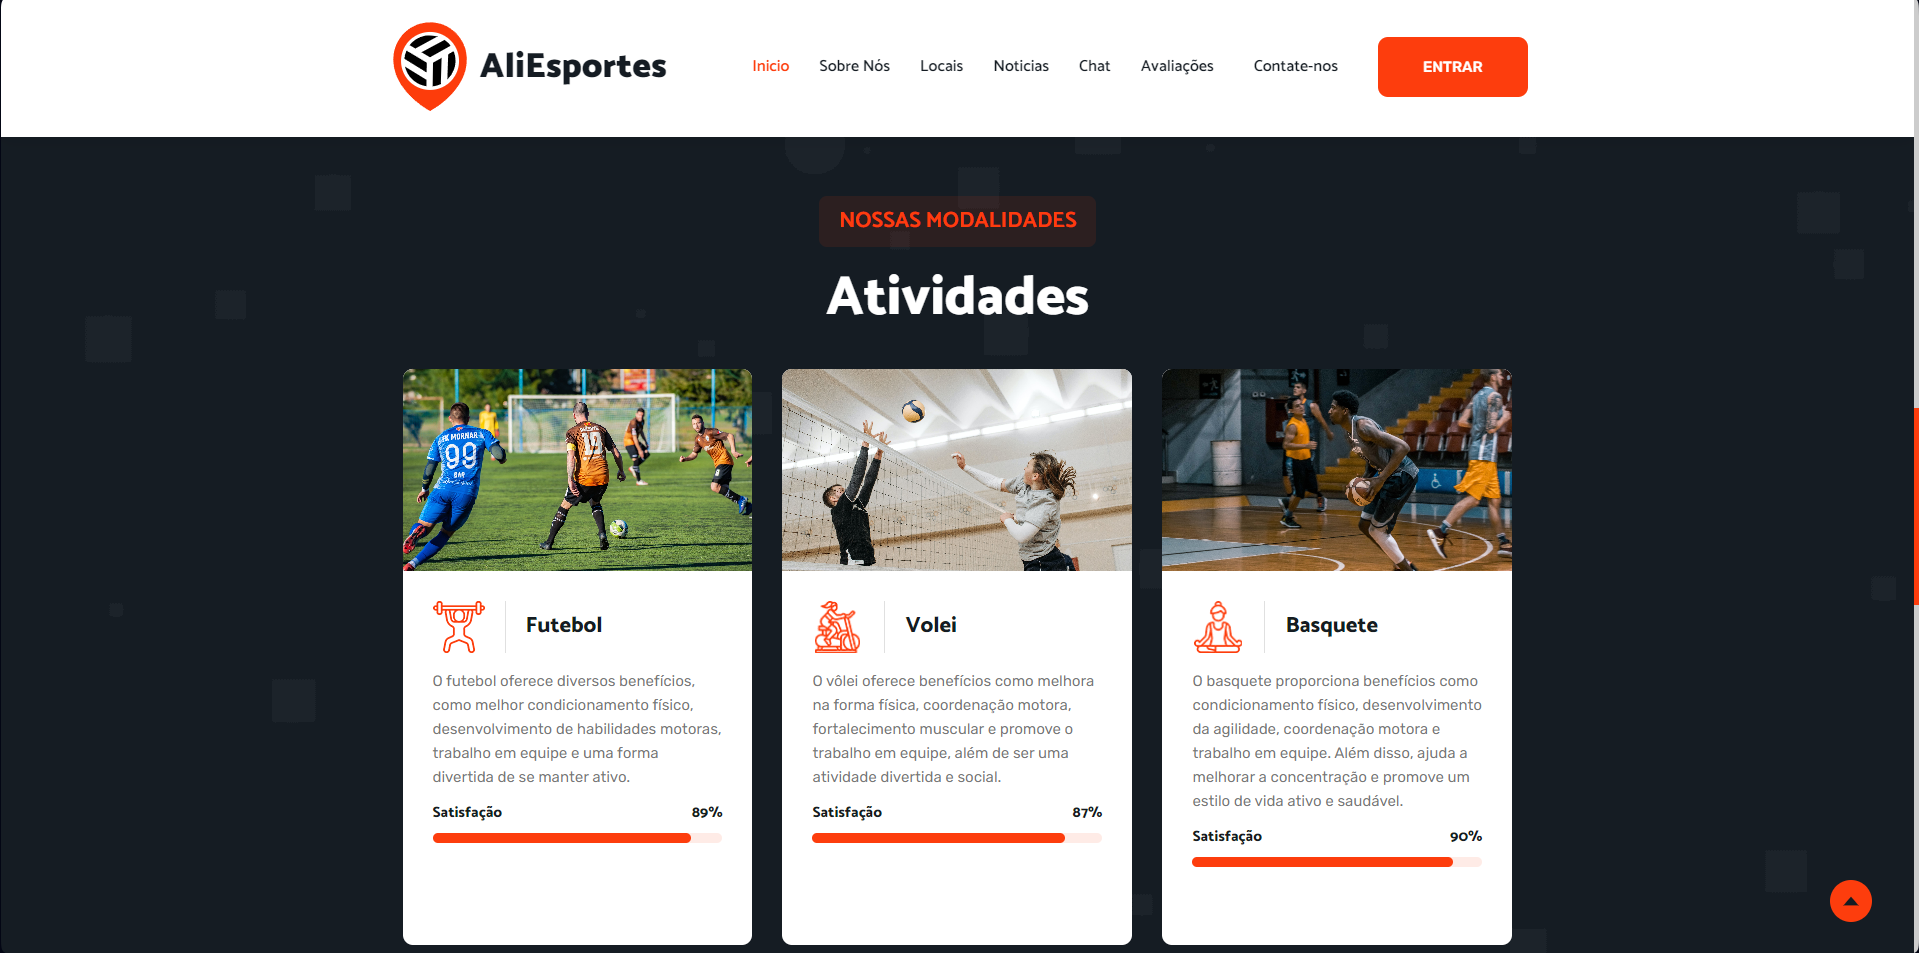 AliEsportes
Inicio
Sobre Nós
Locais
Noticias
Chat
Avaliações
Contate-nos
ENTRAR
NOSSAS MODALIDADES
Atividades
99
19
Futebol
O futebol oferece diversos benefícios,
como melhor condicionamento físico,
desenvolvimento de habilidades motoras,
trabalho em equipe e uma forma
divertida de se manter ativo.
Satisfação 89%
Volei
O vôlei oferece benefícios como melhora
na forma física, coordenação motora,
fortalecimento muscular e promove o
trabalho em equipe, além de ser uma
atividade divertida e social.
Satisfação 87%
Basquete
O basquete proporciona benefícios como
condicionamento físico, desenvolvimento
da agilidade, coordenação motora e
trabalho em equipe. Além disso, ajuda a
melhorar a concentração e promove um
estilo de vida ativo e saudável.
Satisfação 90%